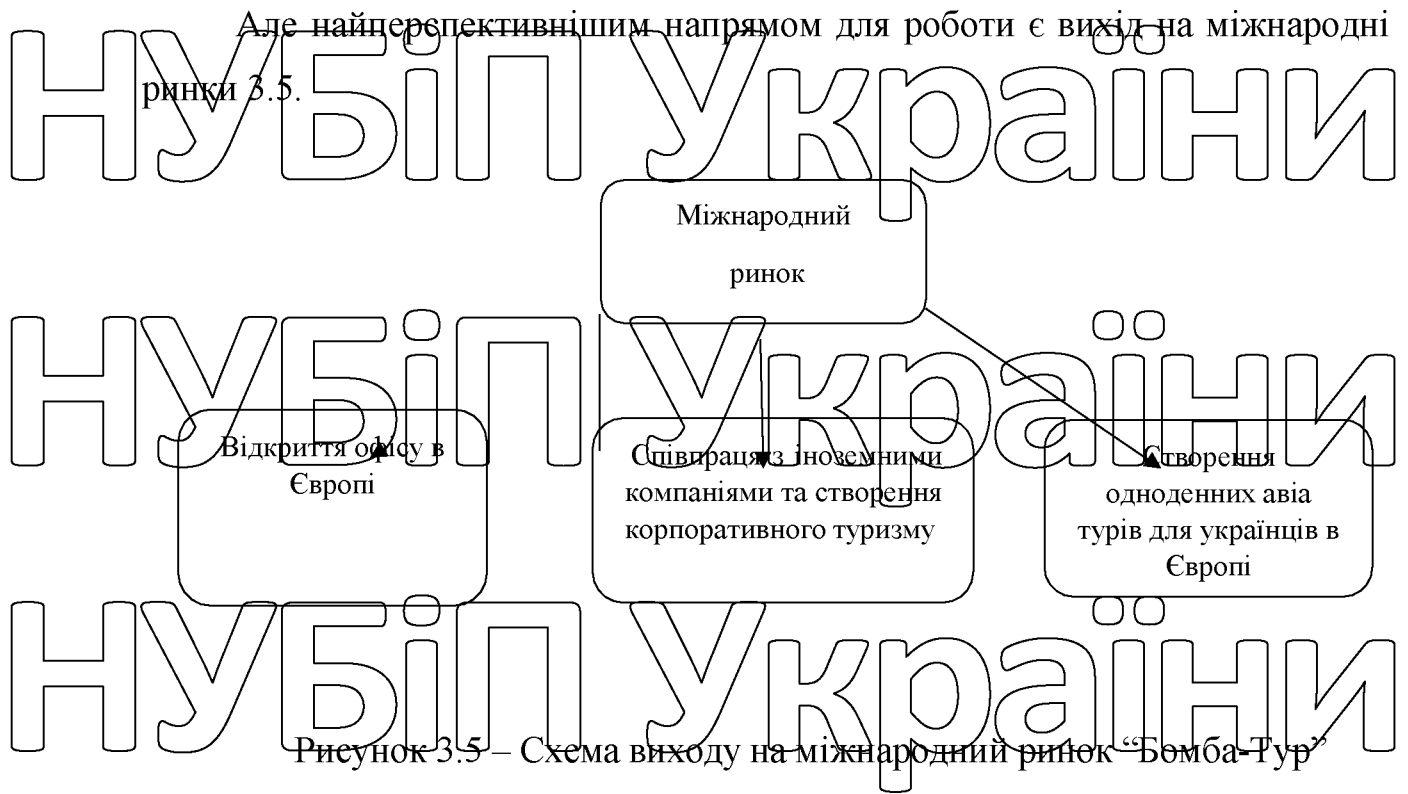 Але найперспективнішим напрямом для роботи є вихід на міжнародні
ринки 3.5.
НУБіП України
Міжнародний
ринок
НУБіП України
Відкриття офісу в
Європі
Співпраця з іноземними
компаніями та створення
корпоративного туризму
Створення
одноденних авіа
турів для українців в
Європі
НУБіП України
Рисунок 3.5 – Схема виходу на міжнародний ринок “Бомба-Тур”